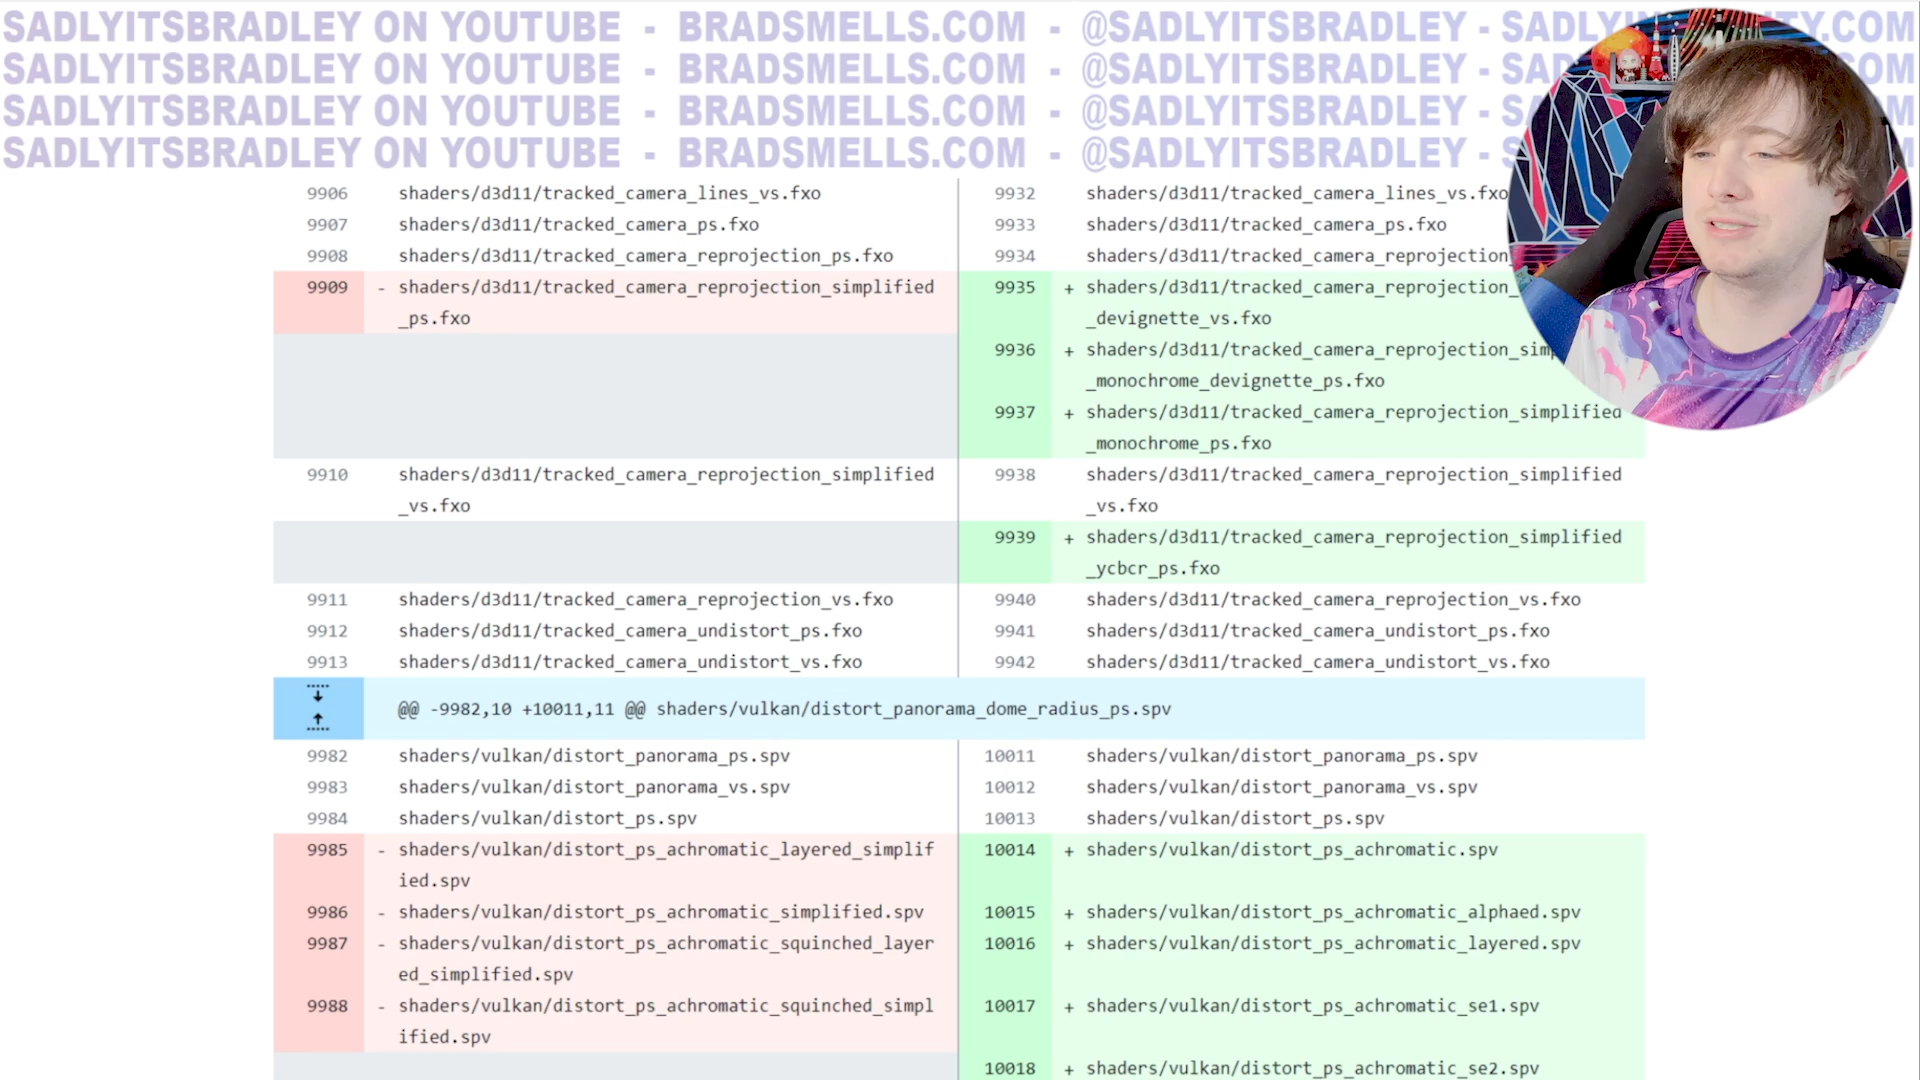 SADLYITSBRADLEY ON YOUTUBE - BRADSMELLS.COM - @SADLYITSBRADLEY - .COM
SADLYITSBRADLEY ON YOUTUBE - BRADSMELLS.COM - @SADLYITSBRADLEY -
SADLYITSBRADLEY ON YOUTUBE - BRADSMELLS.COM - @SADLYITSBRADLEY -
SADLYITSBRADLEY ON YOUTUBE - BRADSMELLS.COM - @SADLYITSBRADLEY -
9906 shaders/d3d11/tracked_camera_lines_vs.fxo
9907 shaders/d3d11/tracked_camera_ps.fxo
9908 shaders/d3d11/tracked_camera_reprojection_ps.fxo
9909 - shaders/d3d11/tracked_camera_reprojection_simplified
_ps.fxo
9910 shaders/d3d11/tracked_camera_reprojection_simplified
_vs.fxo
9911 shaders/d3d11/tracked_camera_reprojection_vs.fxo
9912 shaders/d3d11/tracked_camera_undistort_ps.fxo
9913 shaders/d3d11/tracked_camera_undistort_vs.fxo
9932 shaders/d3d11/tracked_camera_lines_vs.fxo
9933 shaders/d3d11/tracked_camera_ps.fxo
9934 shaders/d3d11/tracked_camera_reprojection
9935 + shaders/d3d11/tracked_camera_reprojection_
_devignette_vs.fxo
9936 + shaders/d3d11/tracked_camera_reprojection_sim
_monochrome_devignette_ps.fxo
9937 + shaders/d3d11/tracked_camera_reprojection_simplified
_monochrome_ps.fxo
9938 shaders/d3d11/tracked_camera_reprojection_simplified
_vs.fxo
9939 + shaders/d3d11/tracked_camera_reprojection_simplified
_ycbcr_ps.fxo
9940 shaders/d3d11/tracked_camera_reprojection_vs.fxo
9941 shaders/d3d11/tracked_camera_undistort_ps.fxo
9942 shaders/d3d11/tracked_camera_undistort_vs.fxo
@@ -9982,10 +10011,11 @@ shaders/vulkan/distort_panorama_dome_radius_ps.spv
9982 shaders/vulkan/distort_panorama_ps.spv
9983 shaders/vulkan/distort_panorama_vs.spv
9984 shaders/vulkan/distort_ps.spv
9985 - shaders/vulkan/distort_ps_achromatic_layered_simplif
ied.spv
9986 - shaders/vulkan/distort_ps_achromatic_simplified.spv
9987 - shaders/vulkan/distort_ps_achromatic_squinched_layer
ed_simplified.spv
9988 - shaders/vulkan/distort_ps_achromatic_squinched_simpl
ified.spv
10011 shaders/vulkan/distort_panorama_ps.spv
10012 shaders/vulkan/distort_panorama_vs.spv
10013 shaders/vulkan/distort_ps.spv
10014 + shaders/vulkan/distort_ps_achromatic.spv
10015 + shaders/vulkan/distort_ps_achromatic_alphaed.spv
10016 + shaders/vulkan/distort_ps_achromatic_layered.spv
10017 + shaders/vulkan/distort_ps_achromatic_se1.spv
10018 + shaders/vulkan/distort_ps_achromatic_se2.spv